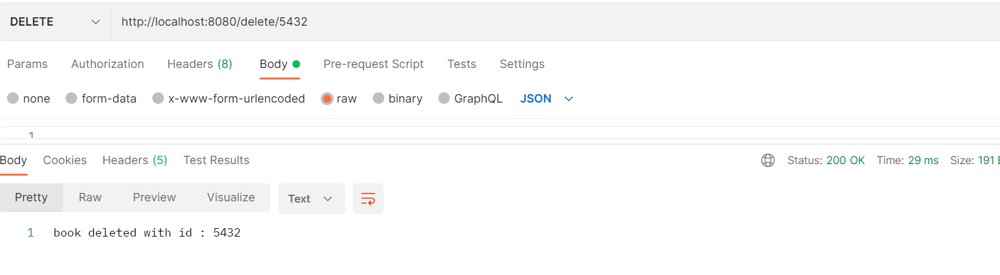 DELETE http://localhost:8080/delete/5432
Params Authorization Headers (8) Body Pre-request Script Tests Settings
none form-data x-www-form-urlencoded raw binary GraphQL JSON
1
Body Cookies Headers (5) Test Results Status: 200 OK Time: 29 ms Size: 191
Pretty Raw Preview Visualize Text
1 book deleted with id : 5432